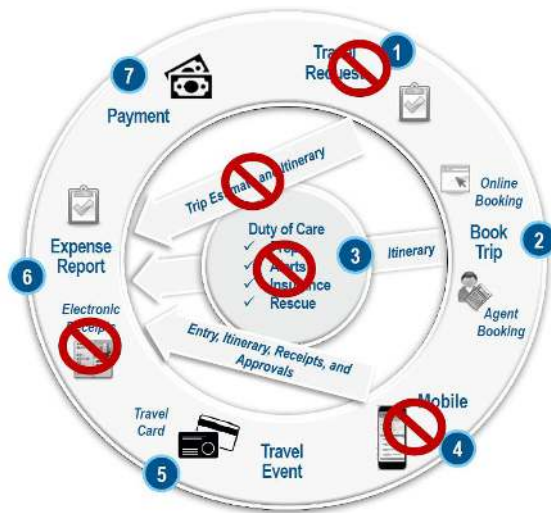 1
Travel
Request
Online
Booking
2
Book
Trip
Agent
Booking
Mobile
4
Travel
Event
5
Travel
Card
6
Expense
Report
Electronic
Receipts
7
Payment
Trip Estimate and Itinerary
Duty of Care
3
Itinerary
✓
✓ Alerts
✓ Insurance
✓ Rescue
Entry, Itinerary, Receipts, and
Approvals